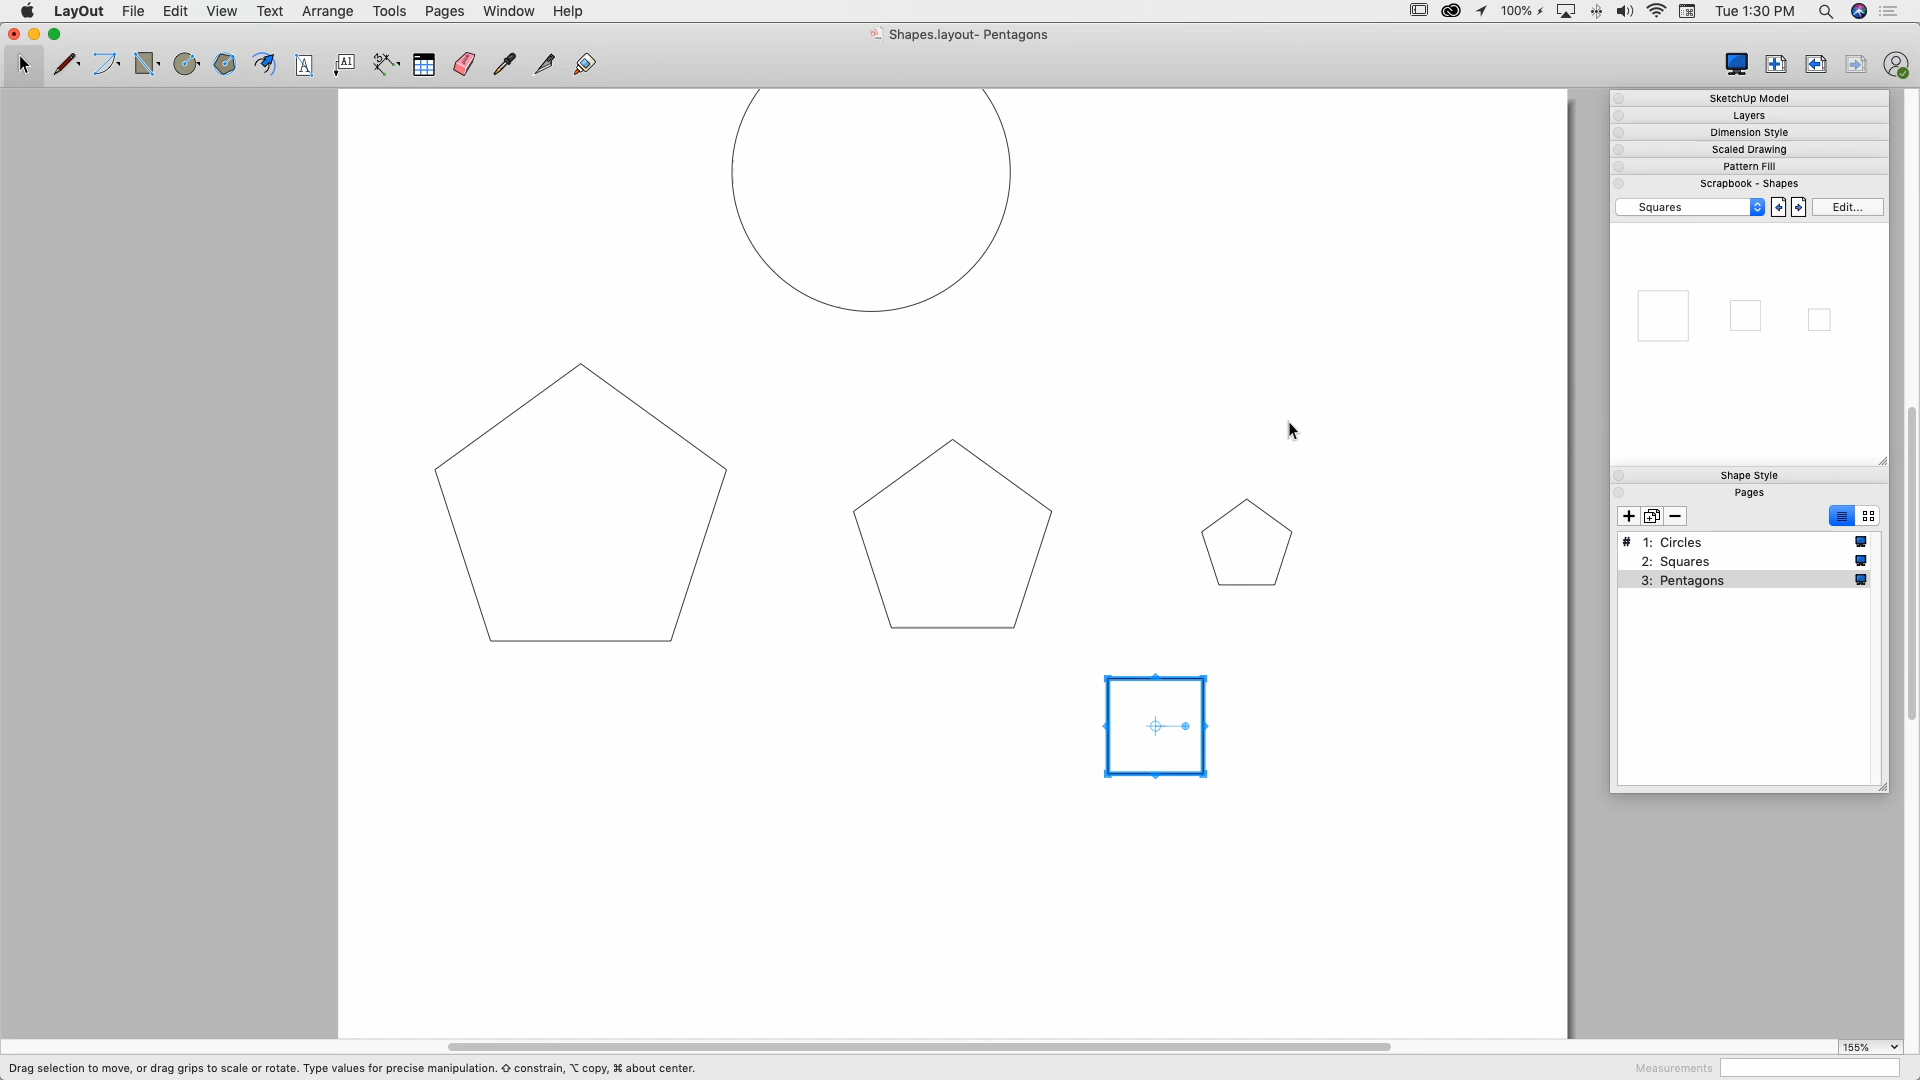 LayOut File Edit View Text Arrange Tools Pages Window Help 100% Tue 1:30 PM
Shapes.layout- Pentagons
A A1
SketchUp Model
Layers
Dimension Style
Scaled Drawing
Pattern Fill
Scrapbook - Shapes
Squares Edit...
Shape Style
Pages
# 1: Circles
2: Squares
3: Pentagons
155%
Drag selection to move, or drag grips to scale or rotate. Type values for precise manipulation. ⇧ constrain, ⌥ copy, ⌘ about center. Measurements